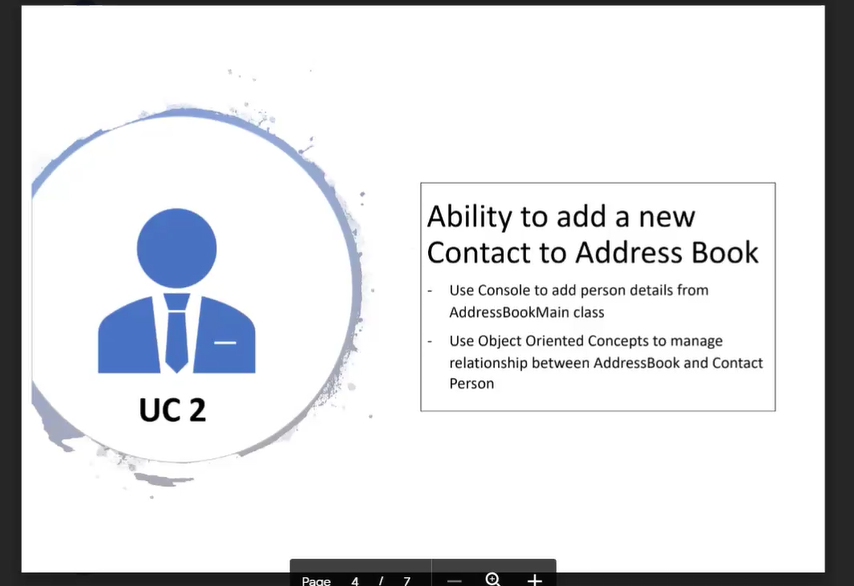 UC 2
Ability to add a new
Contact to Address Book
- Use Console to add person details from
AddressBookMain class
- Use Object Oriented Concepts to manage
relationship between AddressBook and Contact
Person
Page 4 / 7